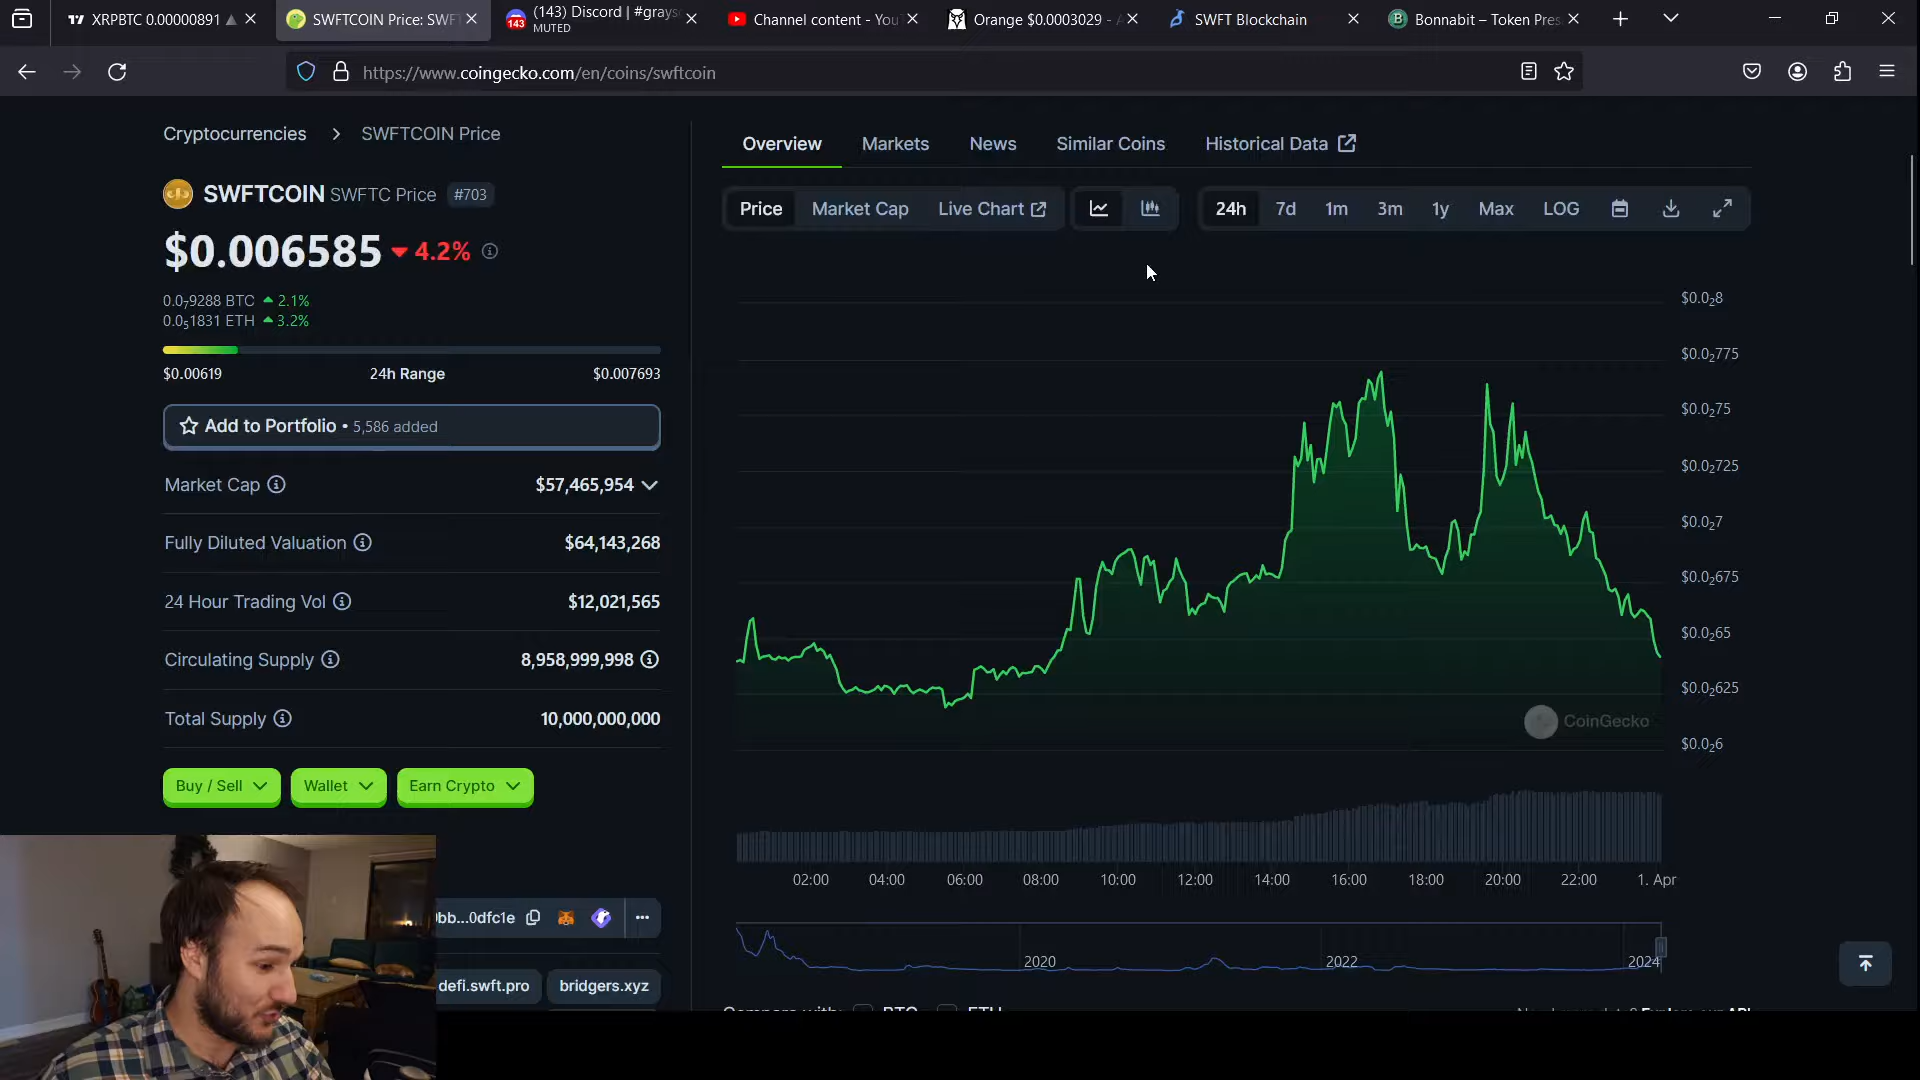 XRPBTC 0.00000891
SWFTCOIN Price: SWFT
(143) Discord | #grays
MUTED
143
Channel content - You
Orange $0.0003029 -
SWFT Blockchain
Bonnabit – Token Pres
https://www.coingecko.com/en/coins/swftcoin
Cryptocurrencies > SWFTCOIN Price
SWFTCOIN SWFTC Price #703
$0.006585 4.2%
0.0₇9288 BTC 2.1%
0.0₅1831 ETH 3.2%
$0.00619 24h Range $0.007693
Add to Portfolio • 5,586 added
Market Cap $57,465,954
Fully Diluted Valuation $64,143,268
24 Hour Trading Vol $12,021,565
Circulating Supply 8,958,999,998
Total Supply 10,000,000,000
Buy / Sell Wallet Earn Crypto
bb...0dfc1e
defi.swft.pro bridgers.xyz
Overview Markets News Similar Coins Historical Data
Price Market Cap Live Chart 24h 7d 1m 3m 1y Max LOG
$0.0₂8
$0.0₂775
$0.0₂75
$0.0₂725
$0.0₂7
$0.0₂675
$0.0₂65
$0.0₂625
$0.0₂6
CoinGecko
02:00 04:00 06:00 08:00 10:00 12:00 14:00 16:00 18:00 20:00 22:00 1. Apr
2020 2022 2024
Compare with: BTC ETH